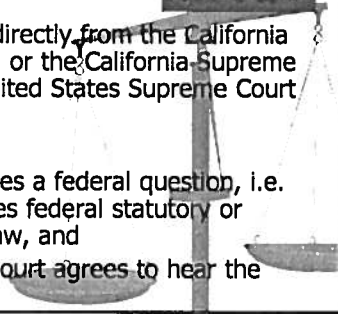 directly from the California
or the California Supreme
ited States Supreme Court
es a federal question, i.e.
es federal statutory or
aw, and
ourt agrees to hear the